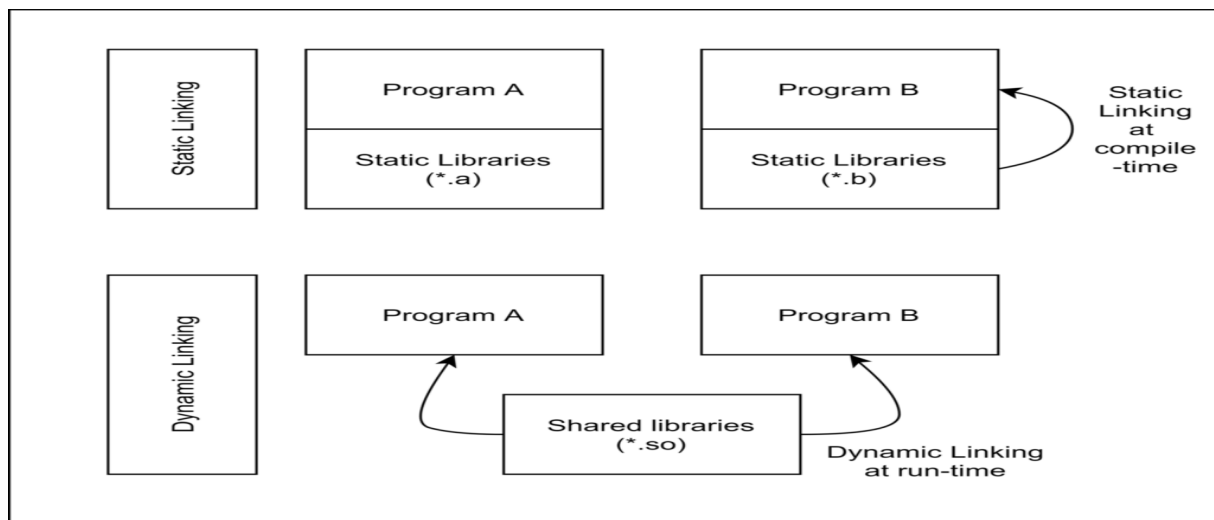 Static Linking
Program A
Static Libraries
(*.a)
Program B
Static Libraries
(*.b)
Static
Linking
at
compile
-time
Dynamic Linking
Program A
Program B
Shared libraries
(*.so)
Dynamic Linking
at run-time